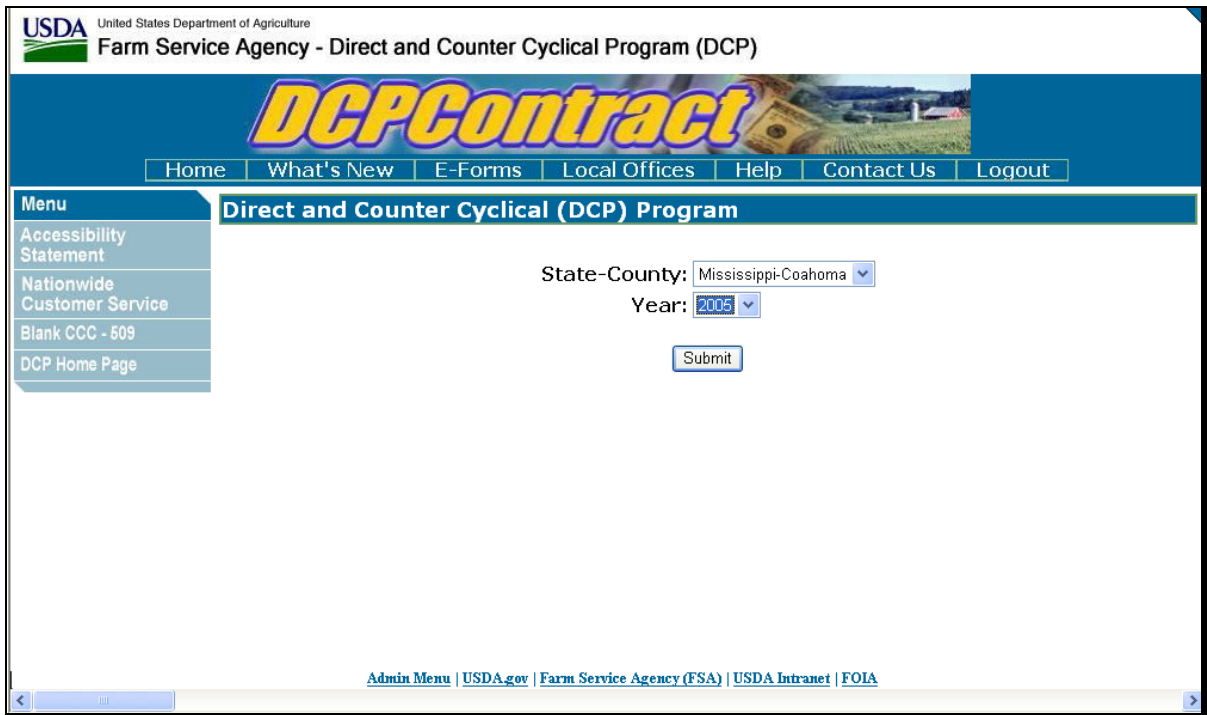 USDA United States Department of Agriculture
Farm Service Agency - Direct and Counter Cyclical Program (DCP)
DCPContract
Home What's New E-Forms Local Offices Help Contact Us Logout
Menu
Accessibility
Statement
Nationwide
Customer Service
Blank CCC - 509
DCP Home Page
Direct and Counter Cyclical (DCP) Program
State-County: Mississippi-Coahoma
Year: 2005
Submit
Admin Menu | USDA.gov | Farm Service Agency (FSA) | USDA Intranet | FOIA